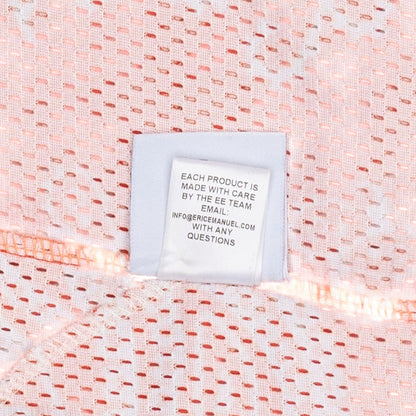 EACH PRODUCT IS
MADE WITH CARE
BY THE EE TEAM
EMAIL:
INFO@ERICEMANUEL.COM
WITH ANY
QUESTIONS